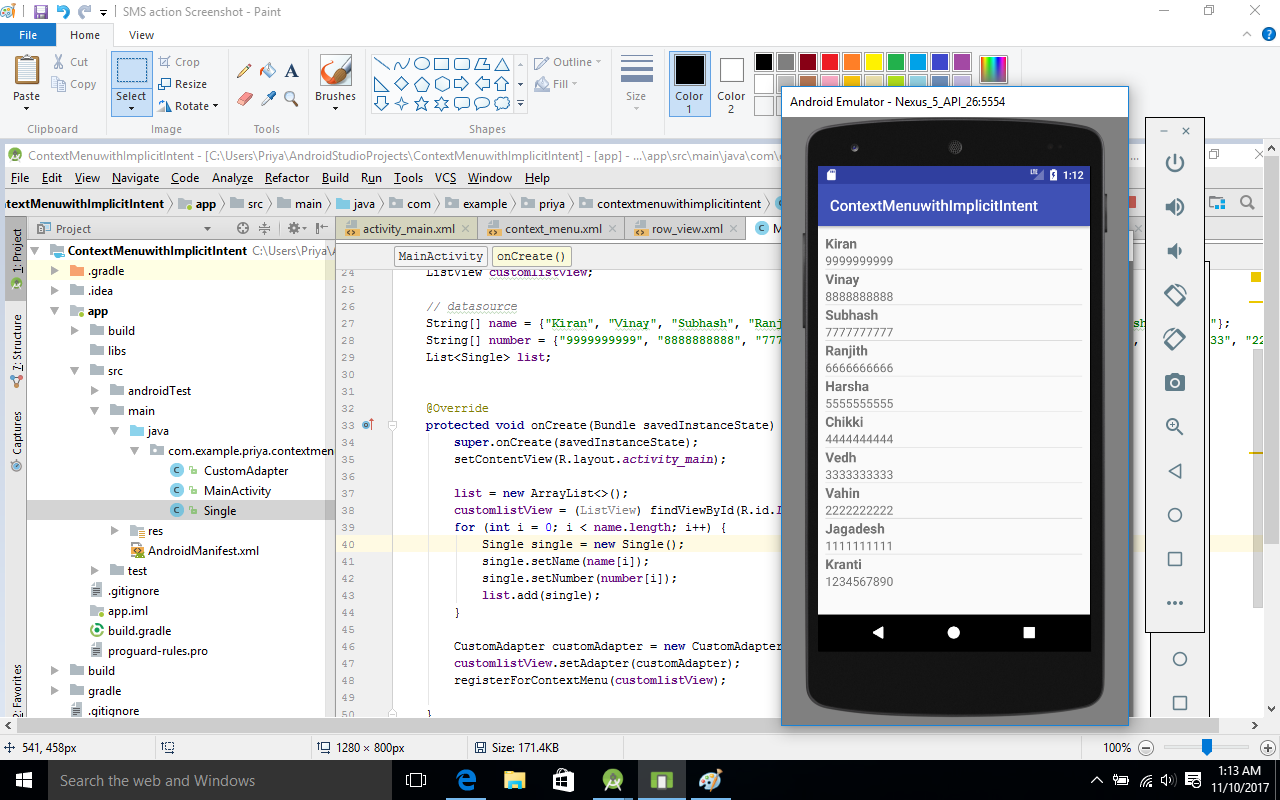 SMS action Screenshot - Paint
File Home View
Paste Cut Copy Clipboard
Select Crop Resize Rotate Image
A Tools
Brushes
Outline Fill Shapes
Size
Color 1
Color 2
Android Emulator - Nexus_5_API_26:5554
ContextMenuwithImplicitIntent - [C:\Users\Priya\AndroidStudioProjects\ContextMenuwithImplicitIntent] - [app] - ...\app\src\main\java\com\
File Edit View Navigate Code Analyze Refactor Build Run Tools VCS Window Help
ntextMenuwithImplicitIntent app src main java com example priya contextmenuwithimplicitintent
Project
activity_main.xml context_menu.xml row_view.xml
MainActivity onCreate()
1: Project
7: Structure
Captures
2: Favorites
ContextMenuwithImplicitIntent C:\Users\Priya\
.gradle
.idea
app
build
libs
src
androidTest
main
java
com.example.priya.contextmen
CustomAdapter
MainActivity
Single
res
AndroidManifest.xml
test
.gitignore
app.iml
build.gradle
proguard-rules.pro
build
gradle
.gitignore
24 ListView customlistview;
25
26 // datasource
27 String[] name = {"Kiran", "Vinay", "Subhash", "Ranj
28 String[] number = {"9999999999", "8888888888", "777
29 List<Single> list;
30
31
32 @Override
33 protected void onCreate(Bundle savedInstanceState)
34 super.onCreate(savedInstanceState);
35 setContentView(R.layout.activity_main);
36
37 list = new ArrayList<>();
38 customlistView = (ListView) findViewById(R.id.
39 for (int i = 0; i < name.length; i++) {
40 Single single = new Single();
41 single.setName(name[i]);
42 single.setNumber(number[i]);
43 list.add(single);
44 }
45
46 CustomAdapter customAdapter = new CustomAdapter
47 customlistView.setAdapter(customAdapter);
48 registerForContextMenu(customlistView);
49
50 }
LTE 1:12
ContextMenuwithImplicitIntent
Kiran
9999999999
Vinay
8888888888
Subhash
7777777777
Ranjith
6666666666
Harsha
5555555555
Chikki
4444444444
Vedh
3333333333
Vahin
2222222222
Jagadesh
1111111111
Kranti
1234567890
sh "};
33", "22
541, 458px 1280 × 800px Size: 171.4KB 100%
Search the web and Windows
1:13 AM
11/10/2017